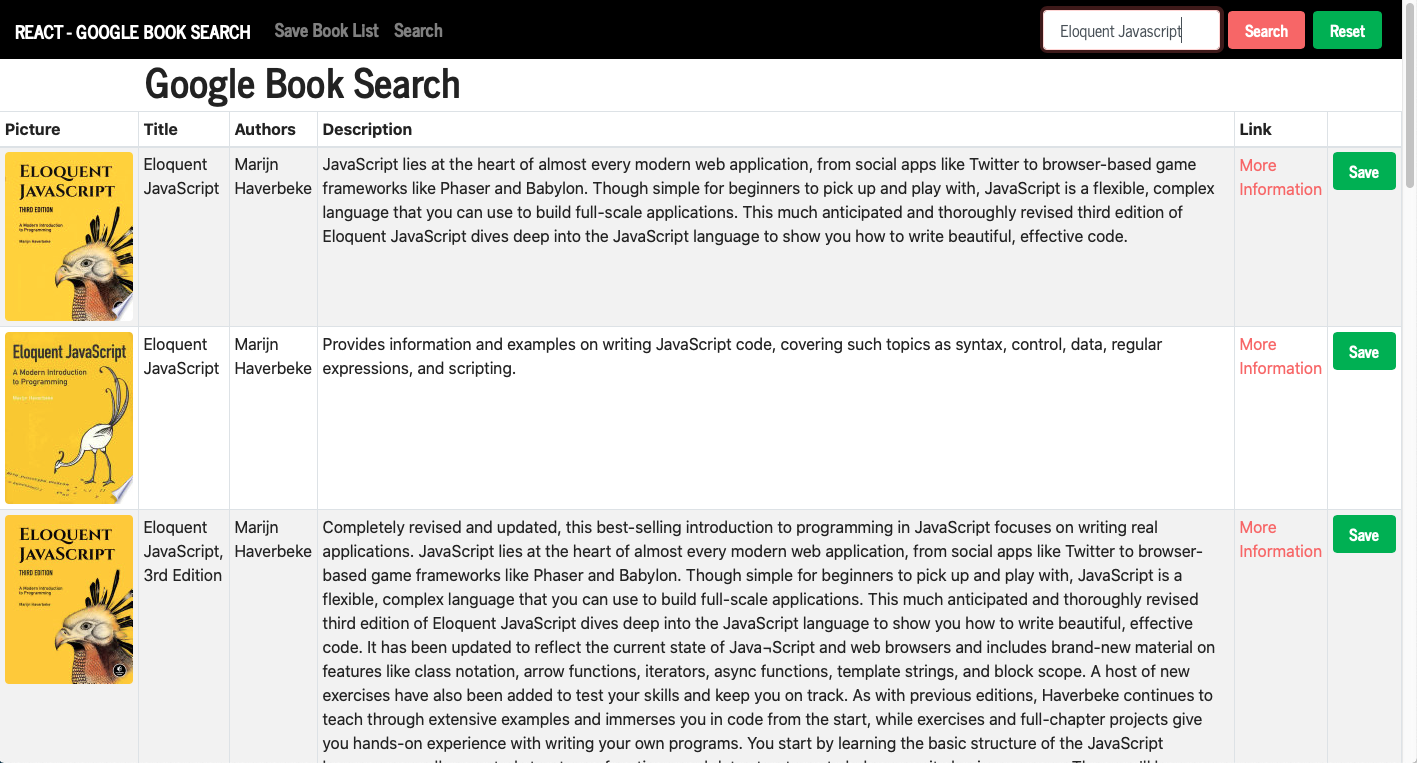 REACT - GOOGLE BOOK SEARCH Save Book List Search Eloquent Javascript Search Reset
Google Book Search
Picture Title Authors Description Link
ELOQUENT
JAVASCRIPT
THIRD EDITION
A Modern Introduction
to Programming
Marijn Haverbeke
Eloquent
JavaScript
Marijn
Haverbeke
JavaScript lies at the heart of almost every modern web application, from social apps like Twitter to browser-based game
frameworks like Phaser and Babylon. Though simple for beginners to pick up and play with, JavaScript is a flexible, complex
language that you can use to build full-scale applications. This much anticipated and thoroughly revised third edition of
Eloquent JavaScript dives deep into the JavaScript language to show you how to write beautiful, effective code.
More
Information
Save
Eloquent JavaScript
A Modern Introduction
to Programming
Marijn Haverbeke
Eloquent
JavaScript
Marijn
Haverbeke
Provides information and examples on writing JavaScript code, covering such topics as syntax, control, data, regular
expressions, and scripting.
More
Information
Save
ELOQUENT
JAVASCRIPT
THIRD EDITION
A Modern Introduction
to Programming
Marijn Haverbeke
Eloquent
JavaScript,
3rd Edition
Marijn
Haverbeke
Completely revised and updated, this best-selling introduction to programming in JavaScript focuses on writing real
applications. JavaScript lies at the heart of almost every modern web application, from social apps like Twitter to browser-
based game frameworks like Phaser and Babylon. Though simple for beginners to pick up and play with, JavaScript is a
flexible, complex language that you can use to build full-scale applications. This much anticipated and thoroughly revised
third edition of Eloquent JavaScript dives deep into the JavaScript language to show you how to write beautiful, effective
code. It has been updated to reflect the current state of Java¬Script and web browsers and includes brand-new material on
features like class notation, arrow functions, iterators, async functions, template strings, and block scope. A host of new
exercises have also been added to test your skills and keep you on track. As with previous editions, Haverbeke continues to
teach through extensive examples and immerses you in code from the start, while exercises and full-chapter projects give
you hands-on experience with writing your own programs. You start by learning the basic structure of the JavaScript
More
Information
Save